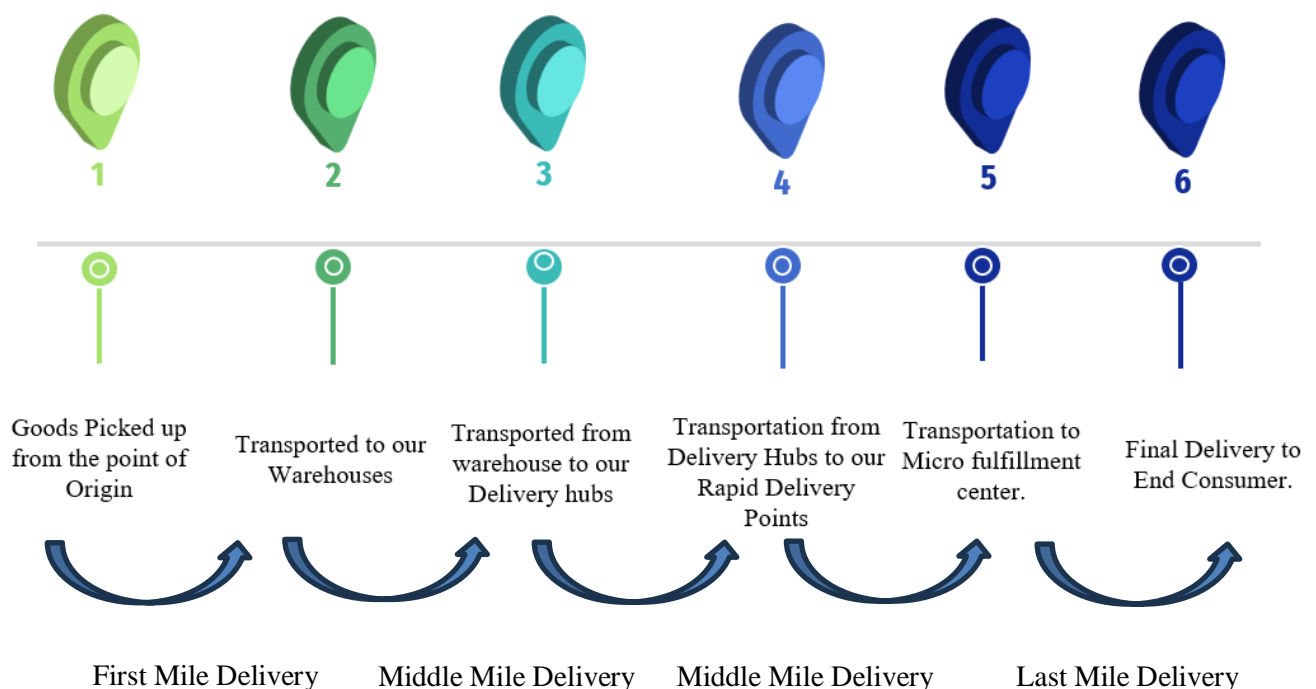 1
2
3
4
5
6
Goods Picked up
from the point of
Origin
Transported to our
Warehouses
Transported from
warehouse to our
Delivery hubs
Transportation from
Delivery Hubs to our
Rapid Delivery
Points
Transportation to
Micro fulfillment
center.
Final Delivery to
End Consumer.
First Mile Delivery
Middle Mile Delivery
Middle Mile Delivery
Last Mile Delivery